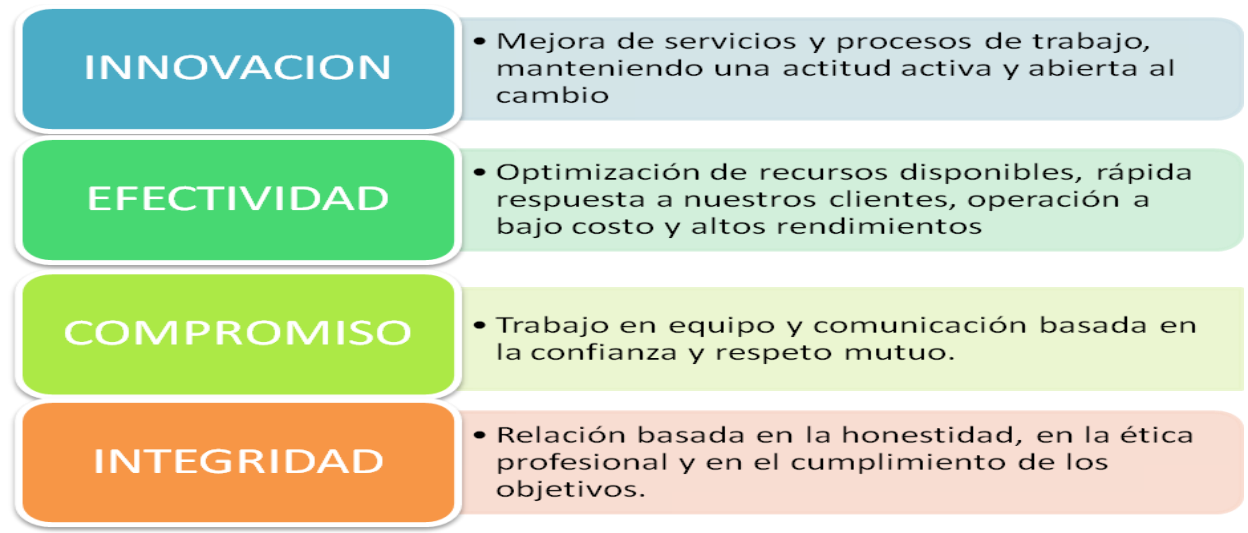 INNOVACION
• Mejora de servicios y procesos de trabajo,
manteniendo una actitud activa y abierta al
cambio
EFECTIVIDAD
• Optimización de recursos disponibles, rápida
respuesta a nuestros clientes, operación a
bajo costo y altos rendimientos
COMPROMISO
• Trabajo en equipo y comunicación basada en
la confianza y respeto mutuo.
INTEGRIDAD
• Relación basada en la honestidad, en la ética
profesional y en el cumplimiento de los
objetivos.